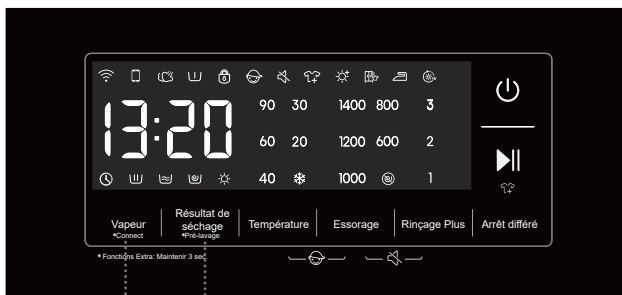 13:20
90 30 1400 800 3
60 20 1200 600 2
40 1000 1
Vapeur
*Connect
Résultat de
séchage
*Pré-lavage
Température
Essorage
Rinçage Plus
Arrêt différé
* Fonctions Extra: Maintenir 3 sec.